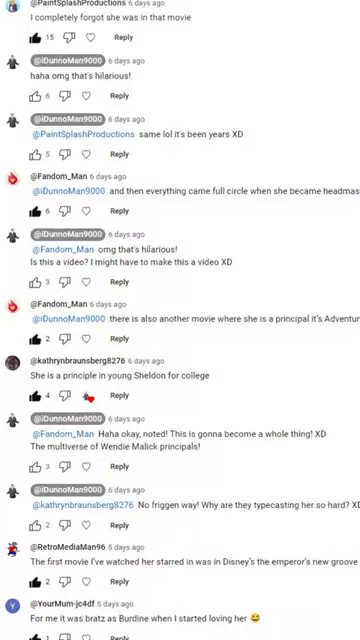 @PaintSplashProductions 6 days ago
I completely forgot she was in that movie
15 Reply
@iDunnoMan9000 6 days ago
haha omg that's hilarious!
6 Reply
@iDunnoMan9000 6 days ago
@PaintSplashProductions same lol it's been years XD
5 Reply
@Fandom_Man 6 days ago
@iDunnoMan9000 and then everything came full circle when she became headmas
6 Reply
@iDunnoMan9000 6 days ago
@Fandom_Man omg that's hilarious!
Is this a video? I might have to make this a video XD
3 Reply
@Fandom_Man 6 days ago
@iDunnoMan9000 there is also another movie where she is a principal it's Adventur
2 Reply
@kathrynbraunsberg8276 6 days ago
She is a principle in young Sheldon for college
4 Reply
@iDunnoMan9000 6 days ago
@Fandom_Man Haha okay, noted! This is gonna become a whole thing! XD
The multiverse of Wendie Malick principals!
3 Reply
@iDunnoMan9000 6 days ago
@kathrynbraunsberg8276 No friggen way! Why are they typecasting her so hard? XD
2 Reply
@RetroMediaMan96 5 days ago
The first movie I've watched her starred in was in Disney's the emperor's new groove
2 Reply
Y @YourMum-jc4df 5 days ago
For me it was bratz as Burdine when I started loving her 😄
6 Reply